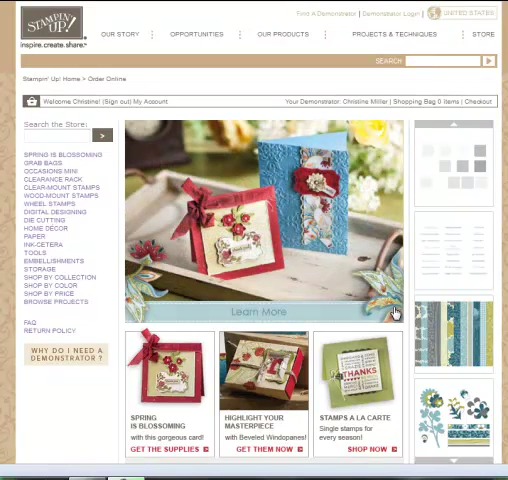 STAMPIN' UP!
inspire.create.share.
Find A Demonstrator | Demonstrator Login |
UNITED STATES
OUR STORY
OPPORTUNITIES
OUR PRODUCTS
PROJECTS & TECHNIQUES
STORE
SEARCH
Stampin' Up! Home > Order Online
Welcome Christine! (Sign out) My Account
Your Demonstrator: Christine Miller | Shopping Bag 0 items | Checkout
Search the Store:
>
SPRING IS BLOSSOMING
GRAB BAGS
OCCASIONS MINI
CLEARANCE RACK
CLEAR-MOUNT STAMPS
WOOD-MOUNT STAMPS
WHEEL STAMPS
DIGITAL DESIGNING
DIE CUTTING
HOME DÉCOR
PAPER
INK-CETERA
TOOLS
EMBELLISHMENTS
STORAGE
SHOP BY COLLECTION
SHOP BY COLOR
SHOP BY PRICE
BROWSE PROJECTS
FAQ
RETURN POLICY
WHY DO I NEED A
DEMONSTRATOR ?
Learn More
SPRING
IS BLOSSOMING
with this gorgeous card!
GET THE SUPPLIES
HIGHLIGHT YOUR
MASTERPIECE
with Beveled Windopanes!
GET THEM NOW
THANKS
STAMPS A LA CARTE
Single stamps for
every season!
SHOP NOW